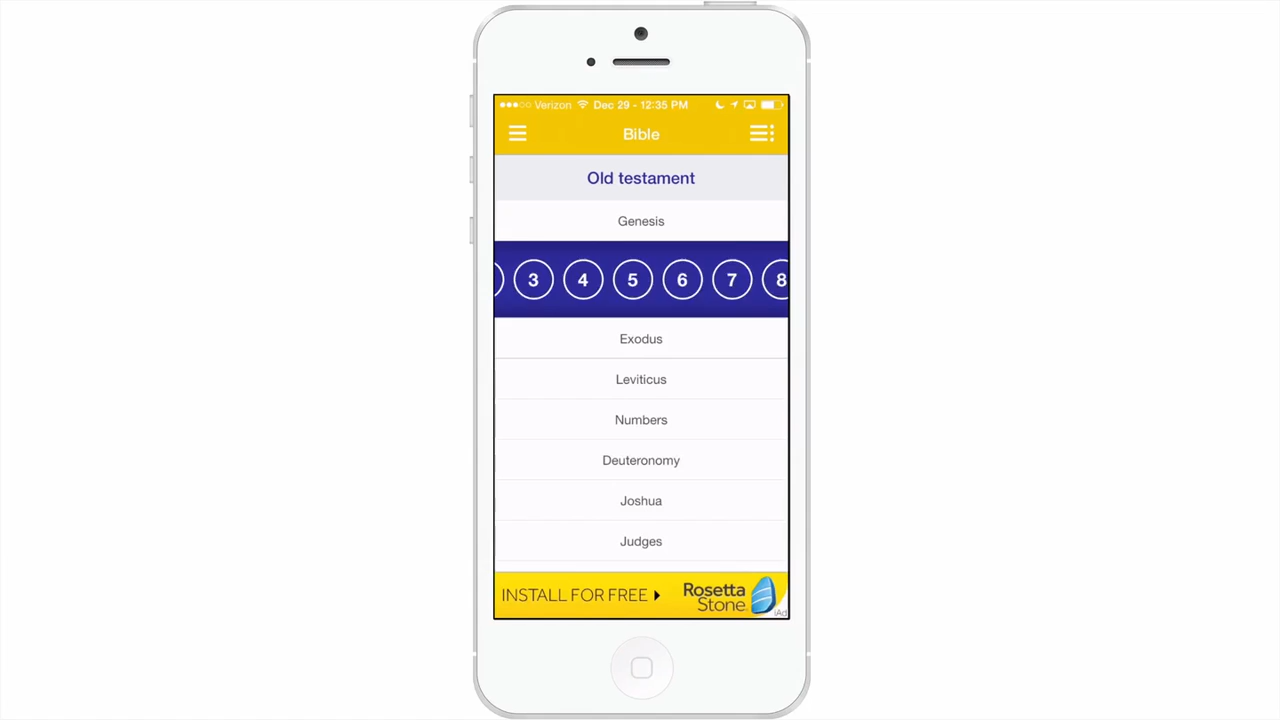 Verizon Dec 29 - 12:35 PM
Bible
Old testament
Genesis
3 4 5 6 7 8
Exodus
Leviticus
Numbers
Deuteronomy
Joshua
Judges
INSTALL FOR FREE Rosetta Stone
iAd